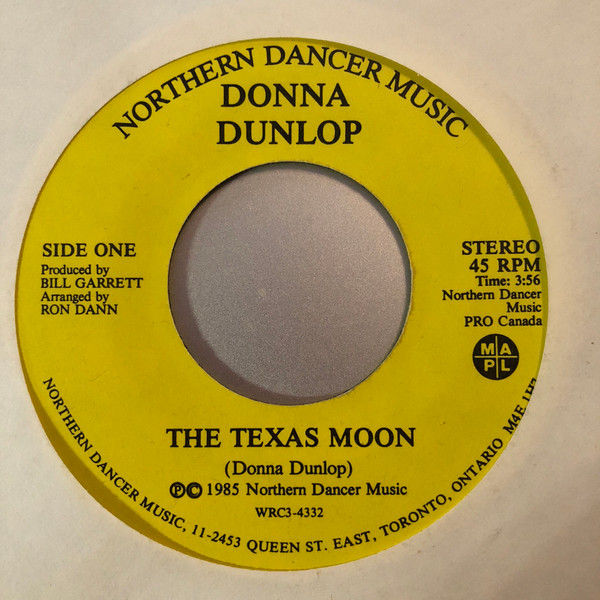 NORTHERN DANCER MUSIC
DONNA
DUNLOP
SIDE ONE
Produced by
BILL GARRETT
Arranged by
RON DANN
STEREO
45 RPM
Time: 3:56
Northern Dancer
Music
PRO Canada
M A
P L
THE TEXAS MOON
(Donna Dunlop)
Ⓟ© 1985 Northern Dancer Music
WRC3-4332
NORTHERN DANCER MUSIC, 11-2453 QUEEN ST. EAST, TORONTO, ONTARIO M4E